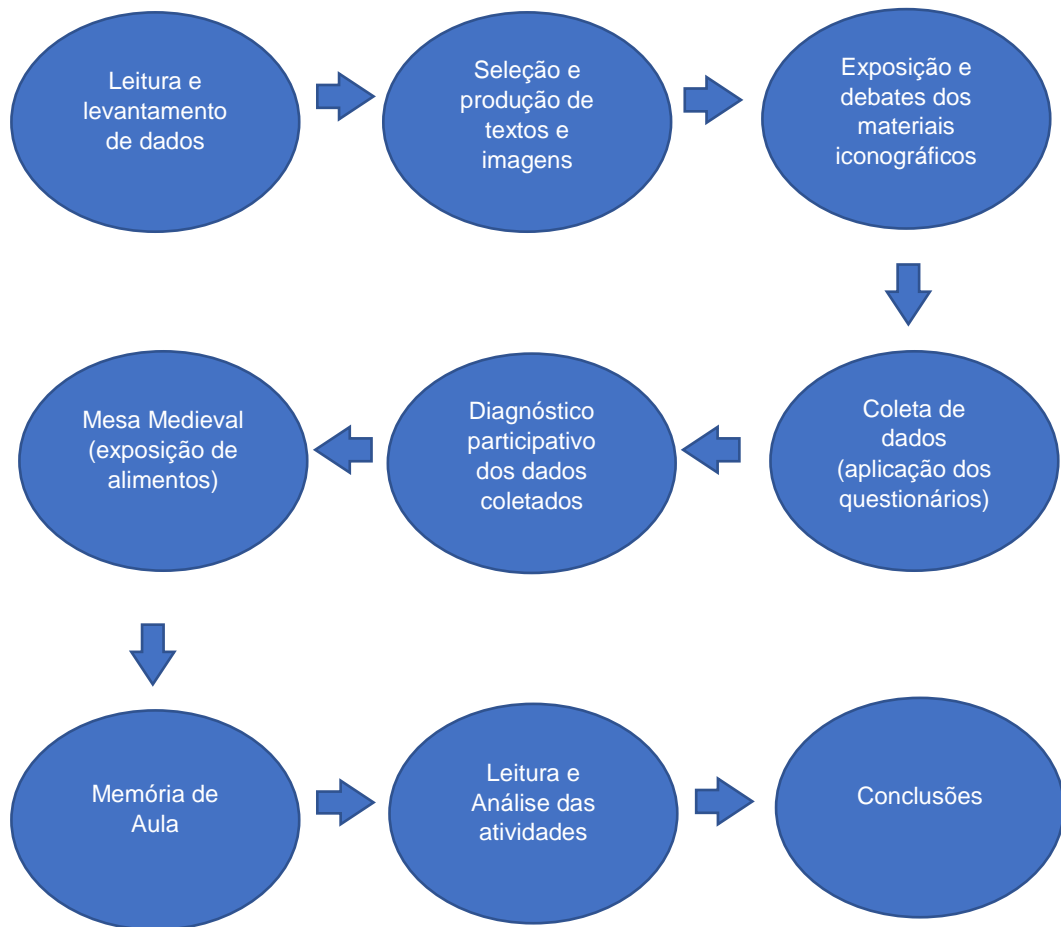 Leitura e
levantamento
de dados
Seleção e
produção de
textos e
imagens
Exposição e
debates dos
materiais
iconográficos
Coleta de
dados
(aplicação dos
questionários)
Diagnóstico
participativo
dos dados
coletados
Mesa Medieval
(exposição de
alimentos)
Memória de
Aula
Leitura e
Análise das
atividades
Conclusões